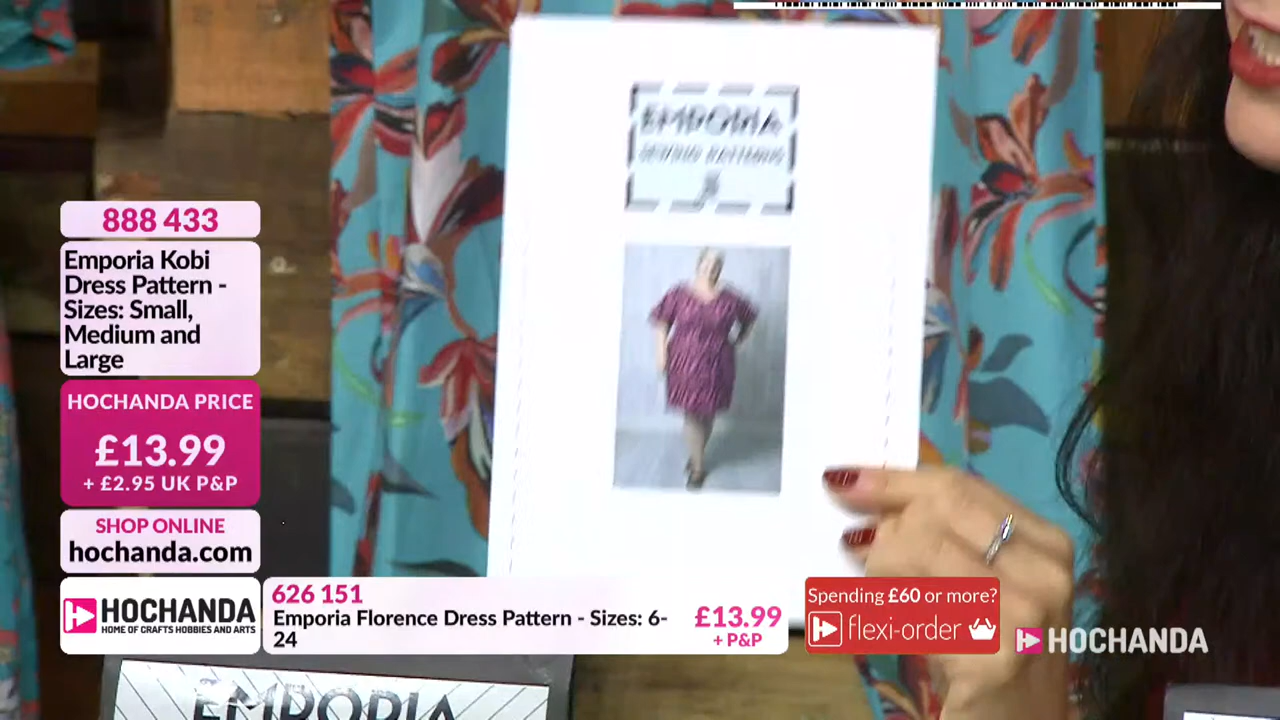 EMPORIA
SEWING PATTERNS
888 433
Emporia Kobi
Dress Pattern -
Sizes: Small,
Medium and
Large
HOCHANDA PRICE
£13.99
+ £2.95 UK P&P
SHOP ONLINE
hochanda.com
HOCHANDA
HOME OF CRAFTS HOBBIES AND ARTS
626 151
Emporia Florence Dress Pattern - Sizes: 6-
24
£13.99
+ P&P
Spending £60 or more?
flexi-order
HOCHANDA
EMPORIA